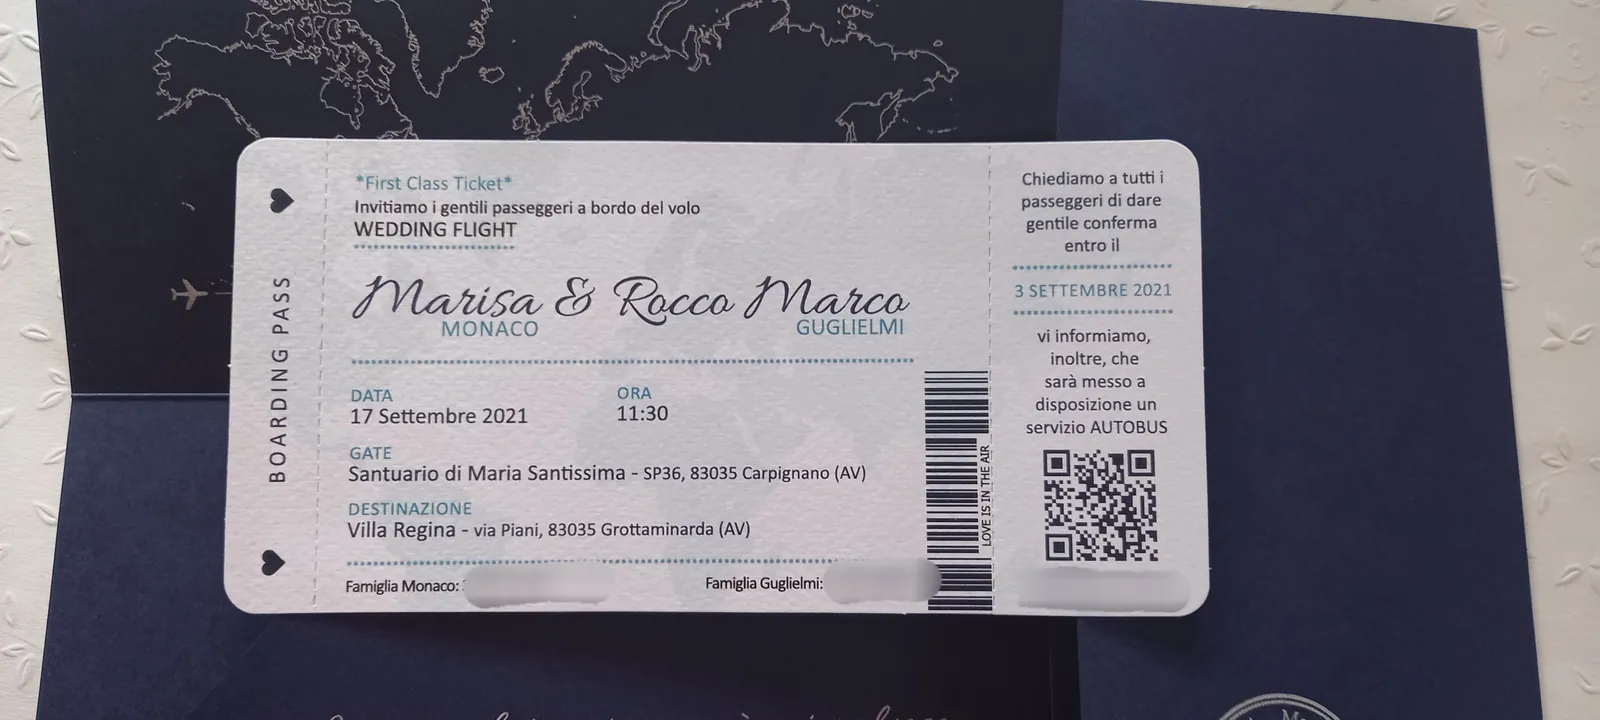 BOARDING PASS
*First Class Ticket*
Invitiamo i gentili passeggeri a bordo del volo
WEDDING FLIGHT
Marisa & Rocco Marco
MONACO GUGLIELMI
DATA ORA
17 Settembre 2021 11:30
GATE
Santuario di Maria Santissima - SP36, 83035 Carpignano (AV)
DESTINAZIONE
Villa Regina - via Piani, 83035 Grottaminarda (AV)
Famiglia Monaco: Famiglia Guglielmi:
LOVE IS IN THE AIR
Chiediamo a tutti i
passeggeri di dare
gentile conferma
entro il
3 SETTEMBRE 2021
vi informiamo,
inoltre, che
sarà messo a
disposizione un
servizio AUTOBUS